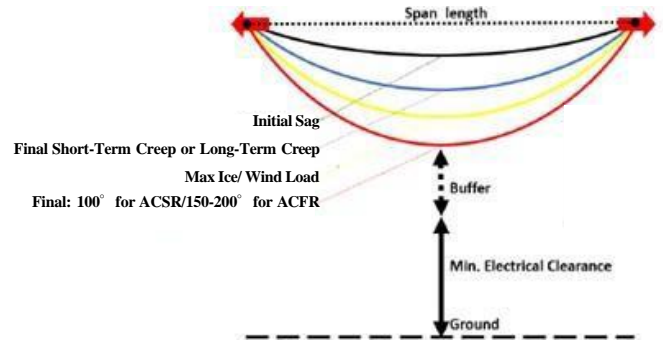 Span length
Initial Sag
Final Short-Term Creep or Long-Term Creep
Max Ice/ Wind Load
Final: 100° for ACSR/150-200° for ACFR
Buffer
Min. Electrical Clearance
Ground